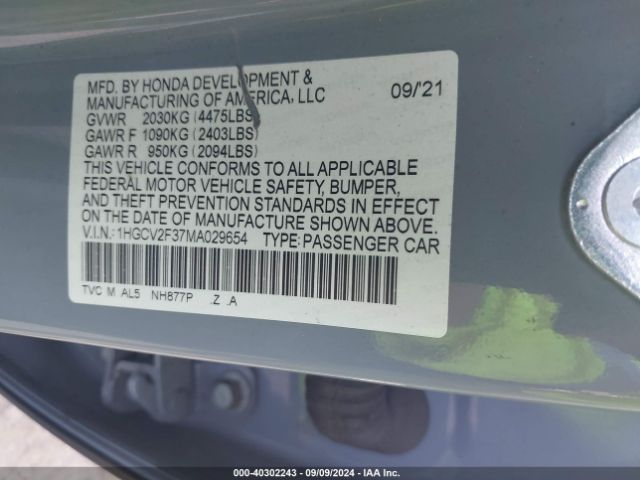 MFD. BY HONDA DEVELOPMENT &
MANUFACTURING OF AMERICA, LLC 09/21
GVWR 2030KG (4475LBS)
GAWR F 1090KG (2403LBS)
GAWR R 950KG (2094LBS)
THIS VEHICLE CONFORMS TO ALL APPLICABLE
FEDERAL MOTOR VEHICLE SAFETY, BUMPER,
AND THEFT PREVENTION STANDARDS IN EFFECT
ON THE DATE OF MANUFACTURE SHOWN ABOVE.
V.I.N.:1HGCV2F37MA029654 TYPE:PASSENGER CAR
TVC M AL5 NH877P .Z .A
000-40302243 - 09/09/2024 - IAA Inc.